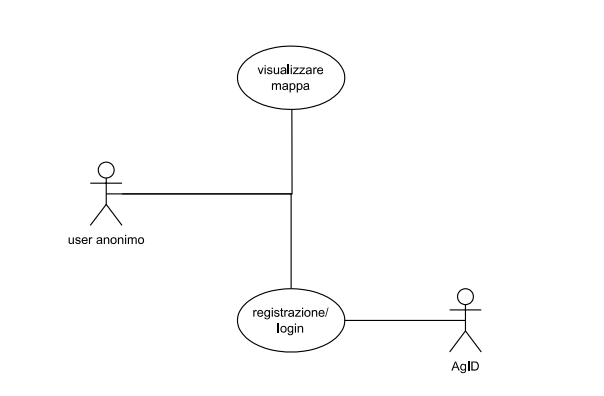 visualizzare
mappa
user anonimo
registrazione/
login
AgID